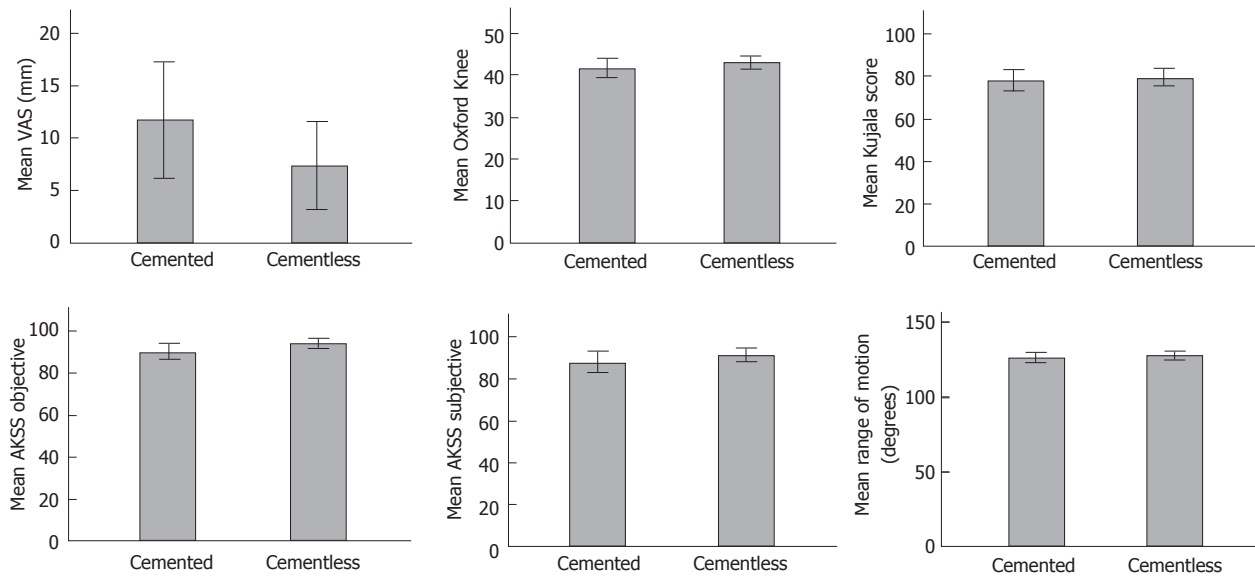 Mean VAS (mm)
20
15
10
5
0
Cemented
Cementless
Mean Oxford Knee
50
40
30
20
10
0
Cemented
Cementless
Mean Kujala score
100
80
60
40
20
0
Cemented
Cementless
Mean AKSS objective
100
80
60
40
20
0
Cemented
Cementless
Mean AKSS subjective
100
80
60
40
20
0
Cemented
Cementless
Mean range of motion
(degrees)
150
100
50
0
Cemented
Cementless